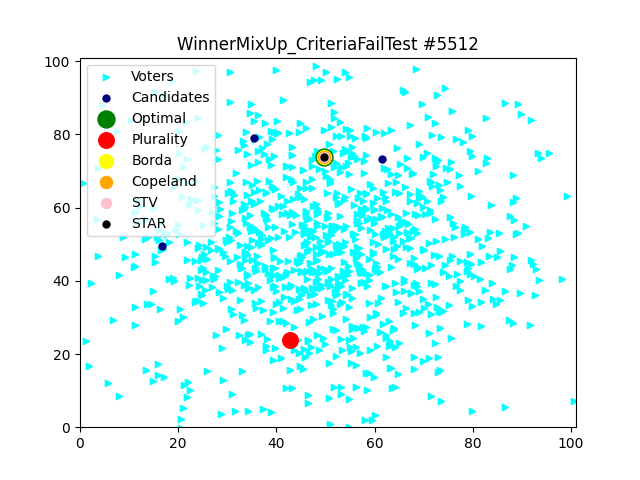 WinnerMixUp_CriteriaFailTest #5512
100
80
60
40
20
0
0 20 40 60 80 100
Voters
Candidates
Optimal
Plurality
Borda
Copeland
STV
STAR